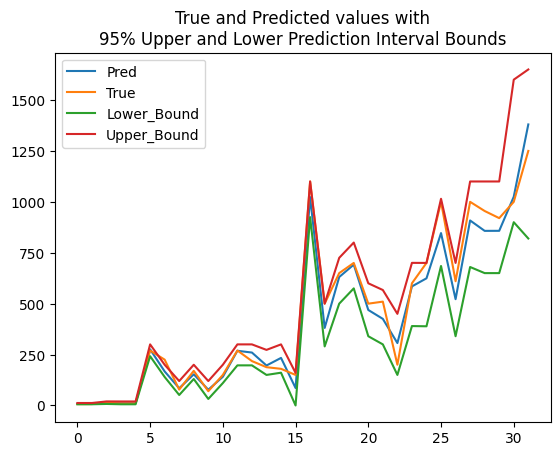 True and Predicted values with
95% Upper and Lower Prediction Interval Bounds
Pred
True
Lower_Bound
Upper_Bound
1500
1250
1000
750
500
250
0
0 5 10 15 20 25 30